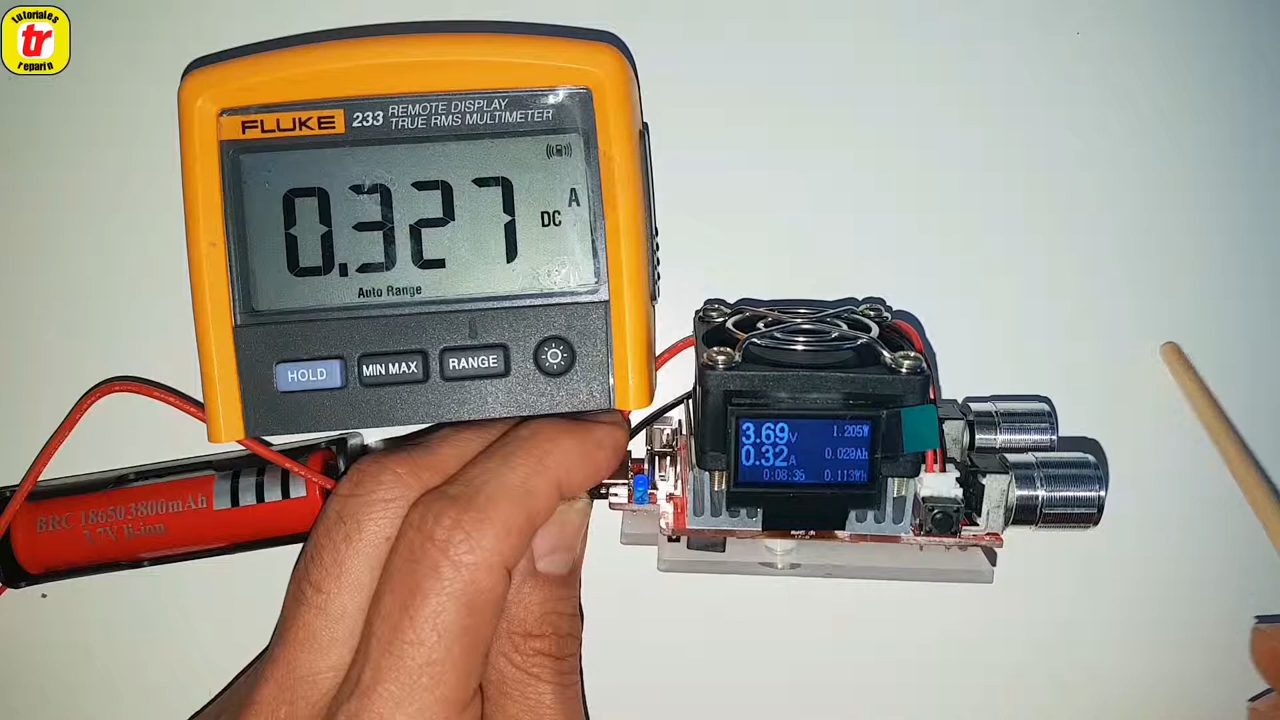 tutoriales
tr
reparin
FLUKE 233 REMOTE DISPLAY
TRUE RMS MULTIMETER
0.327 A DC
Auto Range
HOLD MIN MAX RANGE
3.69V 1.205W
0.32A 0.029Ah
0:08:35 0.113Wh
BRC 18650 3800mAh
3.7V li-ion